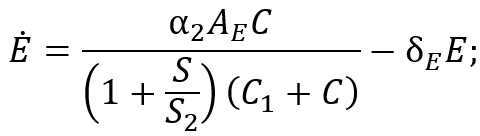 Ė = α₂A_E C / ((1 + S/S₂)(C₁ + C)) − δ_E E;